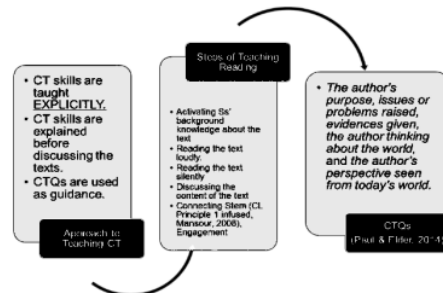 • CT skills are
taught
EXPLICITLY.
• CT skills are
explained
before
discussing the
texts.
• CTQs are used
as guidance.
Approach to
Teaching CT
Steps of Teaching
Reading
• Activating Ss'
background
knowledge about the
text
• Reading the text
loudly.
• Reading the text
silently
• Discussing the
content of the text
• Connecting Stem (CL
Principle 1 infused,
Mansour, 2008),
Engagement
• The author's
purpose, issues or
problems raised,
evidences given,
the author thinking
about the world,
and the author's
perspective seen
from today's world.
CTQs
(Paul & Elder, 2014)